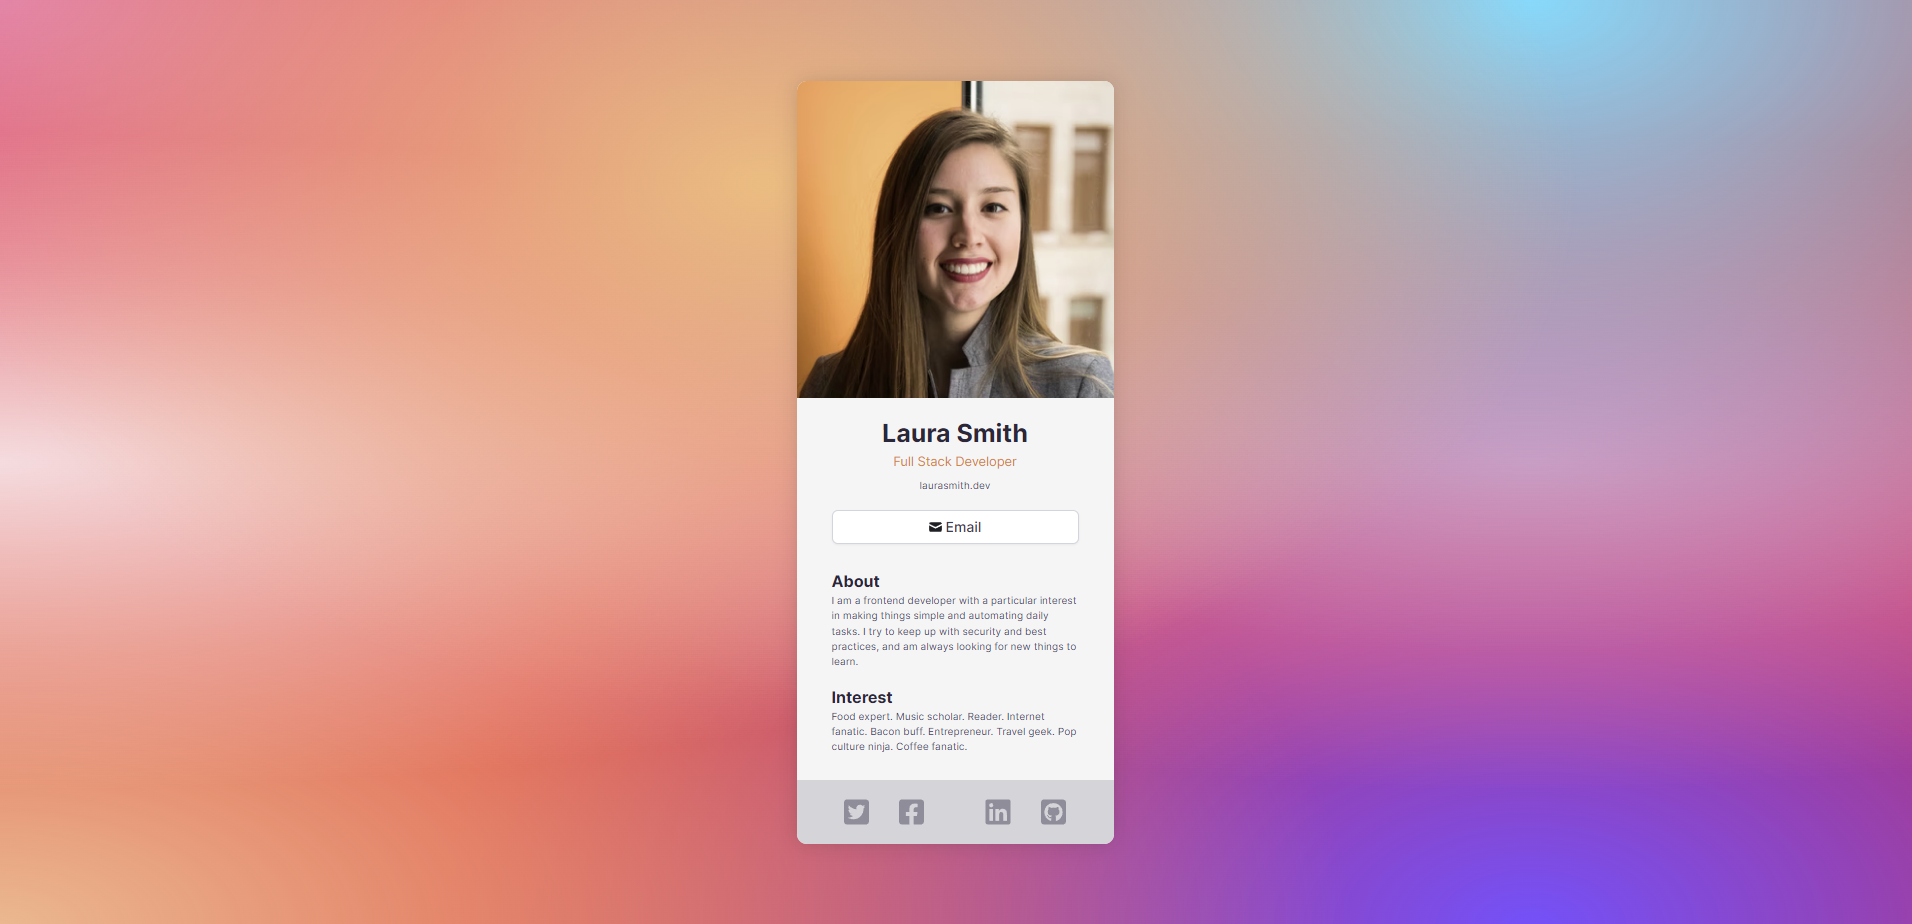 Laura Smith
Full Stack Developer
laurasmith.dev
Email
About
I am a frontend developer with a particular interest
in making things simple and automating daily
tasks. I try to keep up with security and best
practices, and am always looking for new things to
learn.
Interest
Food expert. Music scholar. Reader. Internet
fanatic. Bacon buff. Entrepreneur. Travel geek. Pop
culture ninja. Coffee fanatic.